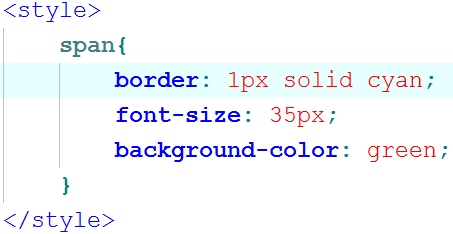 <style>
span{
border: 1px solid cyan;
font-size: 35px;
background-color: green;
}
</style>